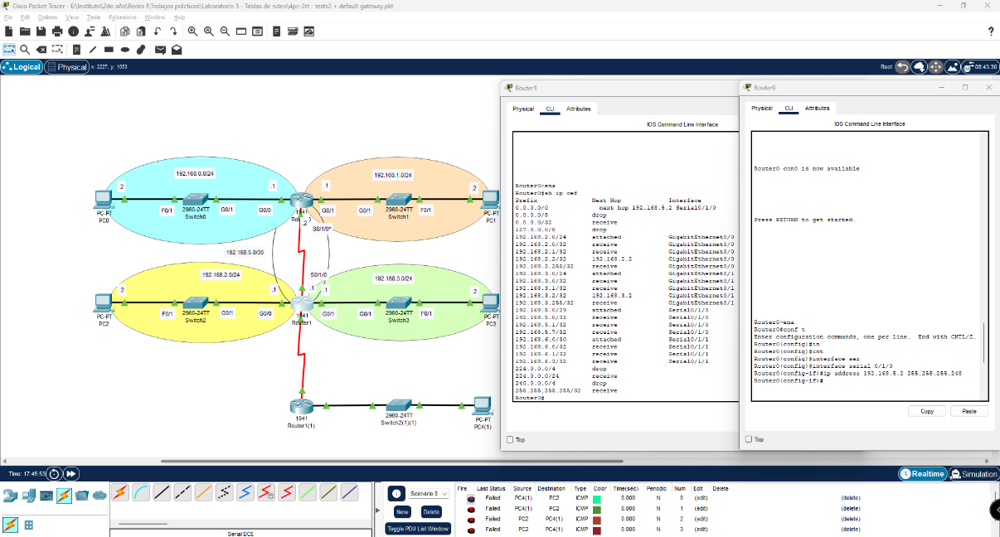 Cisco Packet Tracer - E:\Instituto\2do año\Redes I\Trabajos prácticos\Laboratorio 5 - Tablas de ruteo\4pc-2rt - tests2 + default gateway.pkt
File Edit Options View Tools Extensions Window Help
Logical Physical x: 2227, y: 1053
Root 08:43:30
192.168.0.0/24
.2
.1
F0/1
2960-24TT
Switch0
G0/1
G0/0
PC-PT
PC0
192.168.1.0/24
.1
.2
1941
G0/1
G0/1
2960-24TT
Switch1
F0/1
PC-PT
PC1
.2
S0/1/0*
192.168.5.0/30
192.168.2.0/24
.2
.1
F0/1
2960-24TT
Switch2
G0/1
G0/0
PC-PT
PC2
S0/1/0
.1
.1
192.168.3.0/24
.2
1941
Router1
G0/1
G0/1
2960-24TT
Switch3
F0/1
PC-PT
PC3
1941
Router1(1)
2960-24TT
Switch2(1)(1)
PC-PT
PC4(1)
Router1
Physical CLI Attributes
IOS Command Line Interface
Router0>ena
Router0#sh ip cef
Prefix Next Hop Interface
0.0.0.0/0 next hop 192.168.5.2 Serial0/1/0
0.0.0.0/8 drop
0.0.0.0/32 receive
127.0.0.0/8 drop
192.168.2.0/24 attached GigabitEthernet0/0
192.168.2.0/32 receive GigabitEthernet0/0
192.168.2.1/32 receive GigabitEthernet0/0
192.168.2.2/32 192.168.2.2 GigabitEthernet0/0
192.168.2.255/32 receive GigabitEthernet0/0
192.168.3.0/24 attached GigabitEthernet0/1
192.168.3.0/32 receive GigabitEthernet0/1
192.168.3.1/32 receive GigabitEthernet0/1
192.168.3.2/32 192.168.3.2 GigabitEthernet0/1
192.168.3.255/32 receive GigabitEthernet0/1
192.168.5.0/29 attached Serial0/1/0
192.168.5.0/32 receive Serial0/1/0
192.168.5.1/32 receive Serial0/1/0
192.168.5.7/32 receive Serial0/1/0
192.168.6.0/30 attached Serial0/1/1
192.168.6.0/32 receive Serial0/1/1
192.168.6.1/32 receive Serial0/1/1
192.168.6.3/32 receive Serial0/1/1
224.0.0.0/4 drop
224.0.0.0/24 receive
240.0.0.0/4 drop
255.255.255.255/32 receive
Router0#
Top
Router0
Physical CLI Attributes
IOS Command Line Interface
Router0 con0 is now available
Press RETURN to get started.
Router0>ena
Router0#conf t
Enter configuration commands, one per line. End with CNTL/Z.
Router0(config)#in
Router0(config)#int
Router0(config)#interface ser
Router0(config)#interface serial 0/1/0
Router0(config-if)#ip address 192.168.5.2 255.255.255.248
Router0(config-if)#
Copy Paste
Top
Time: 17:45:53
Realtime Simulation
Serial DCE
Scenario 0
New Delete
Toggle PDU List Window
Fire Last Status Source Destination Type Color Time(sec) Periodic Num Edit Delete
Failed PC4(1) PC2 ICMP 0.000 N 0 (edit) (delete)
Failed PC4(1) PC2 ICMP 0.000 N 1 (edit) (delete)
Failed PC2 PC4(1) ICMP 0.000 N 2 (edit) (delete)
Failed PC2 PC4(1) ICMP 0.000 N 3 (edit) (delete)